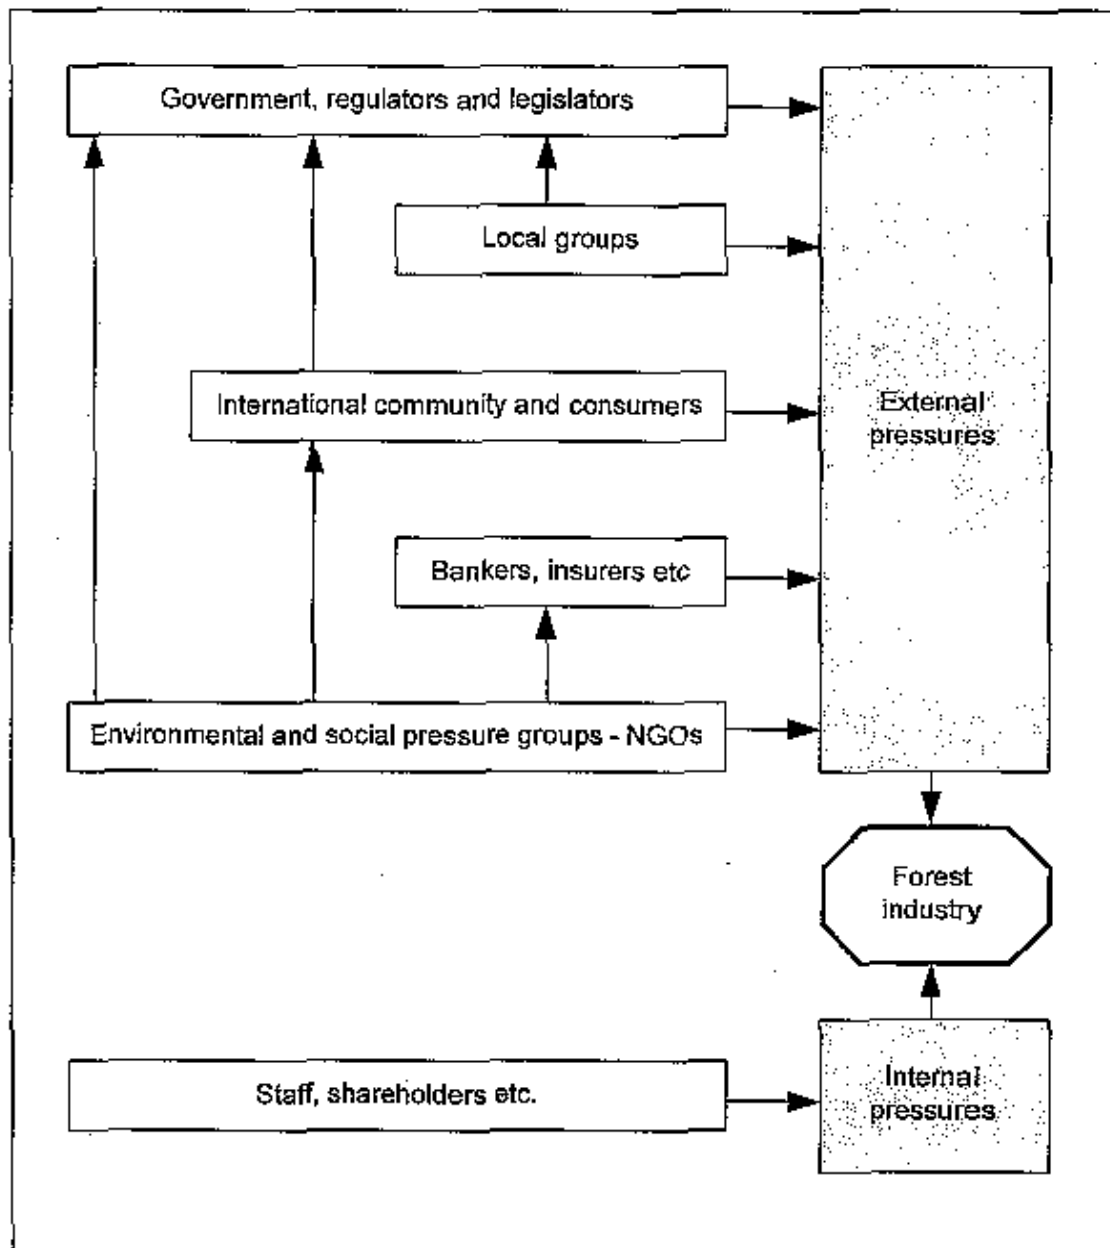 Government, regulators and legislators
Local groups
International community and consumers
External
pressures
Bankers, insurers etc
Environmental and social pressure groups - NGOs
Forest
industry
Staff, shareholders etc.
Internal
pressures